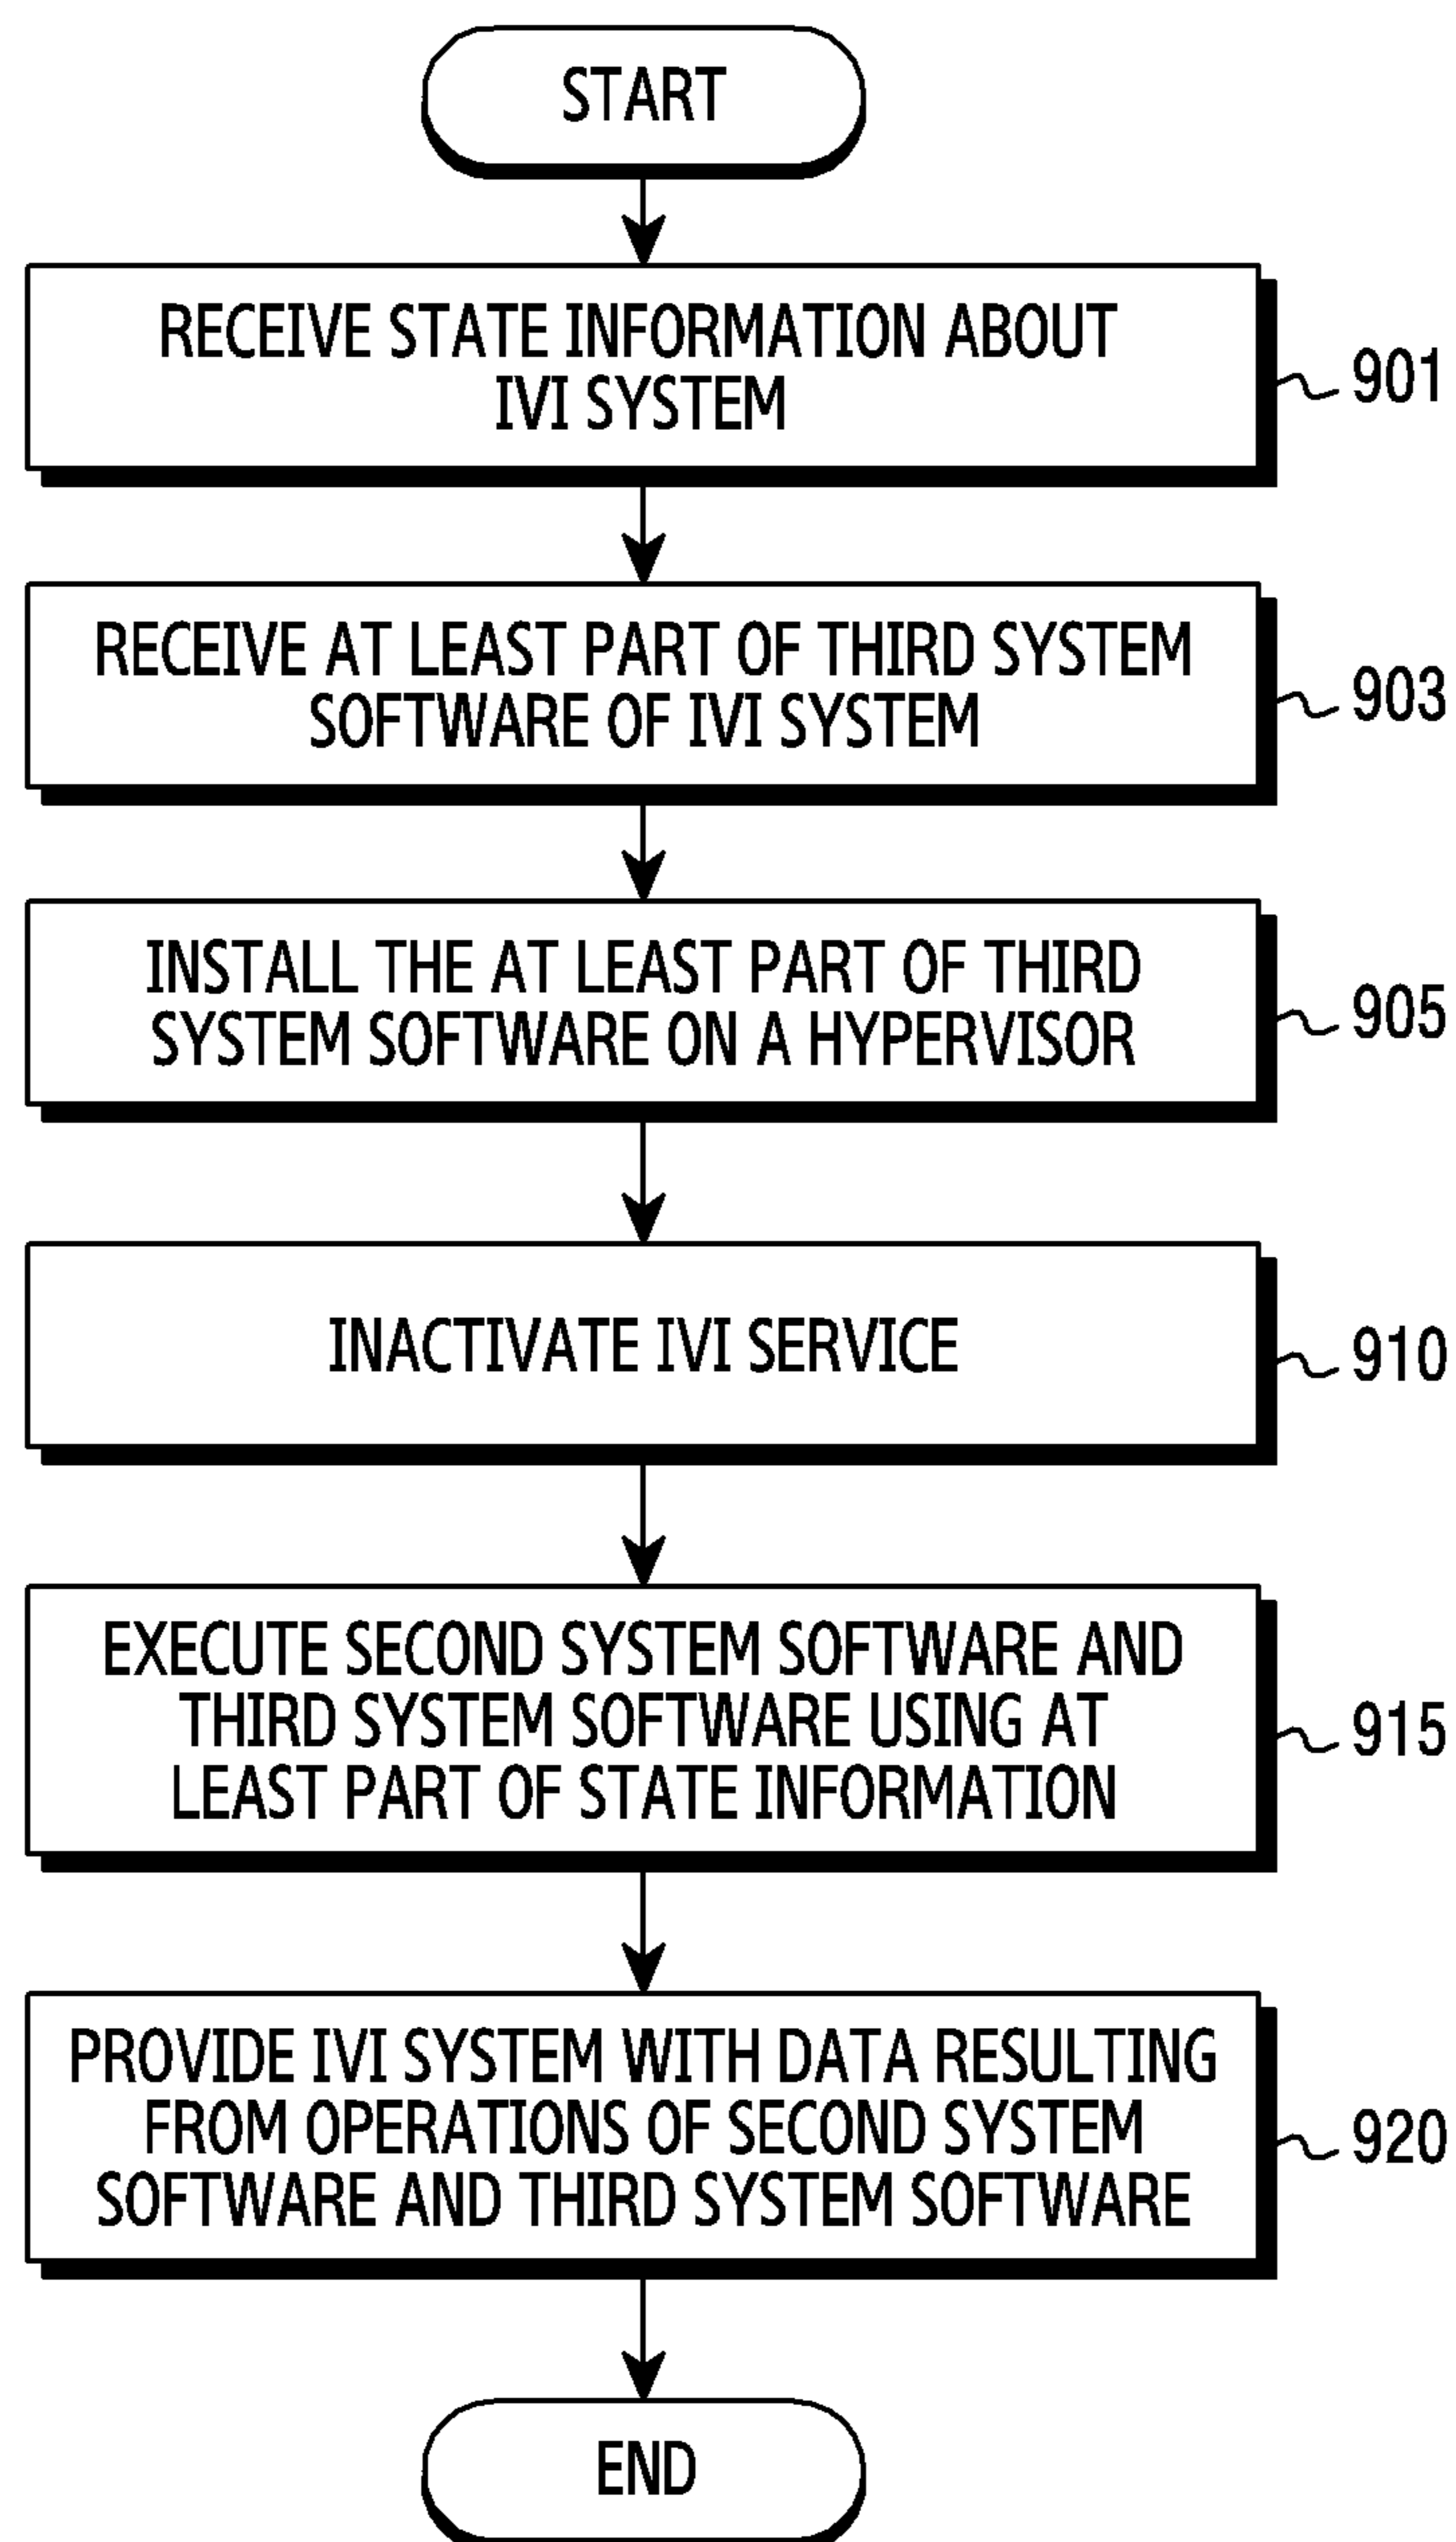 START
RECEIVE STATE INFORMATION ABOUT
IVI SYSTEM
901
RECEIVE AT LEAST PART OF THIRD SYSTEM
SOFTWARE OF IVI SYSTEM
903
INSTALL THE AT LEAST PART OF THIRD
SYSTEM SOFTWARE ON A HYPERVISOR
905
INACTIVATE IVI SERVICE
910
EXECUTE SECOND SYSTEM SOFTWARE AND
THIRD SYSTEM SOFTWARE USING AT
LEAST PART OF STATE INFORMATION
915
PROVIDE IVI SYSTEM WITH DATA RESULTING
FROM OPERATIONS OF SECOND SYSTEM
SOFTWARE AND THIRD SYSTEM SOFTWARE
920
END